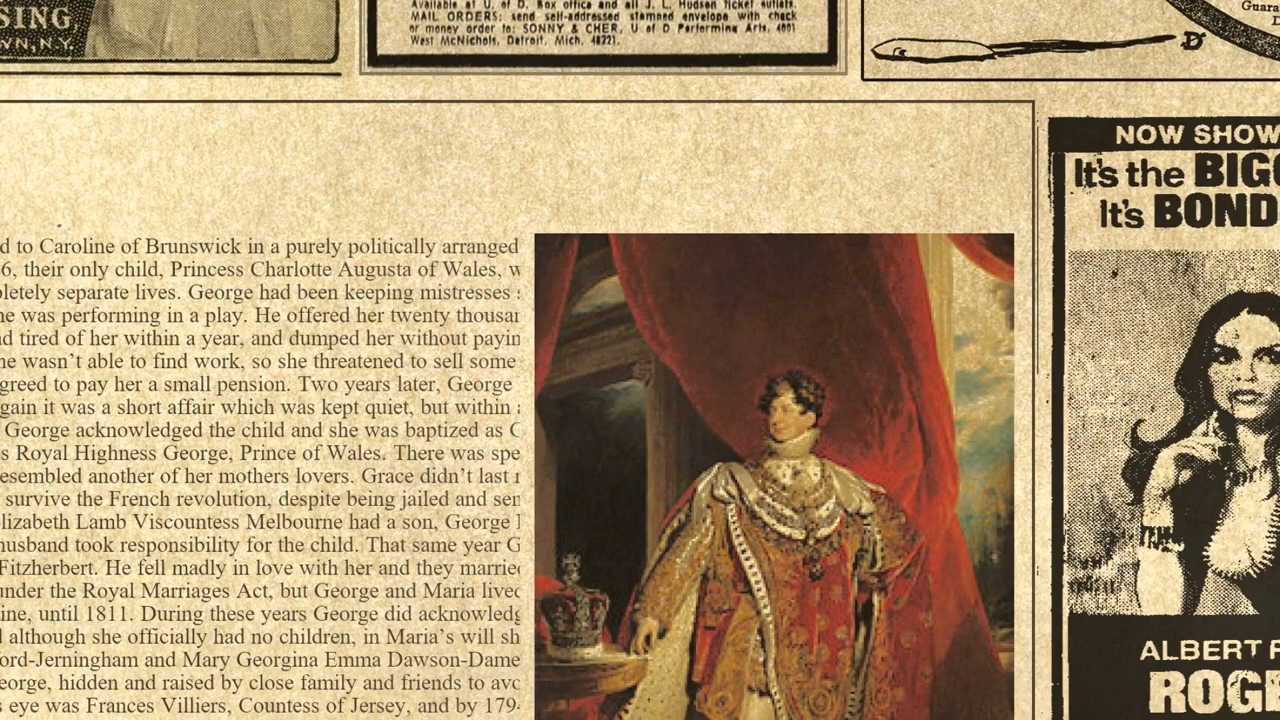 SING
WN, N.Y.
Available at U. of D. Box office and all J. L. Hudson ticket outlets.
MAIL ORDERS: send self-addressed stamped envelope with check
or money order to: SONNY & CHER, U of D Performing Arts, 4001
West McNichols, Detroit, Mich. 48221.
Guara
D
NOW SHOW
It's the BIGG
It's BOND
d to Caroline of Brunswick in a purely politically arranged
6, their only child, Princess Charlotte Augusta of Wales, w
pletely separate lives. George had been keeping mistresses
he was performing in a play. He offered her twenty thousan
nd tired of her within a year, and dumped her without payin
he wasn't able to find work, so she threatened to sell some
greed to pay her a small pension. Two years later, George
gain it was a short affair which was kept quiet, but within
George acknowledged the child and she was baptized as C
s Royal Highness George, Prince of Wales. There was spe
esembled another of her mothers lovers. Grace didn't last
survive the French revolution, despite being jailed and sen
lizabeth Lamb Viscountess Melbourne had a son, George
husband took responsibility for the child. That same year G
Fitzherbert. He fell madly in love with her and they married
under the Royal Marriages Act, but George and Maria lived
ine, until 1811. During these years George did acknowledg
l although she officially had no children, in Maria's will sh
ord-Jerningham and Mary Georgina Emma Dawson-Dame
eorge, hidden and raised by close family and friends to avo
s eye was Frances Villiers, Countess of Jersey, and by 179
ALBERT R
ROGE